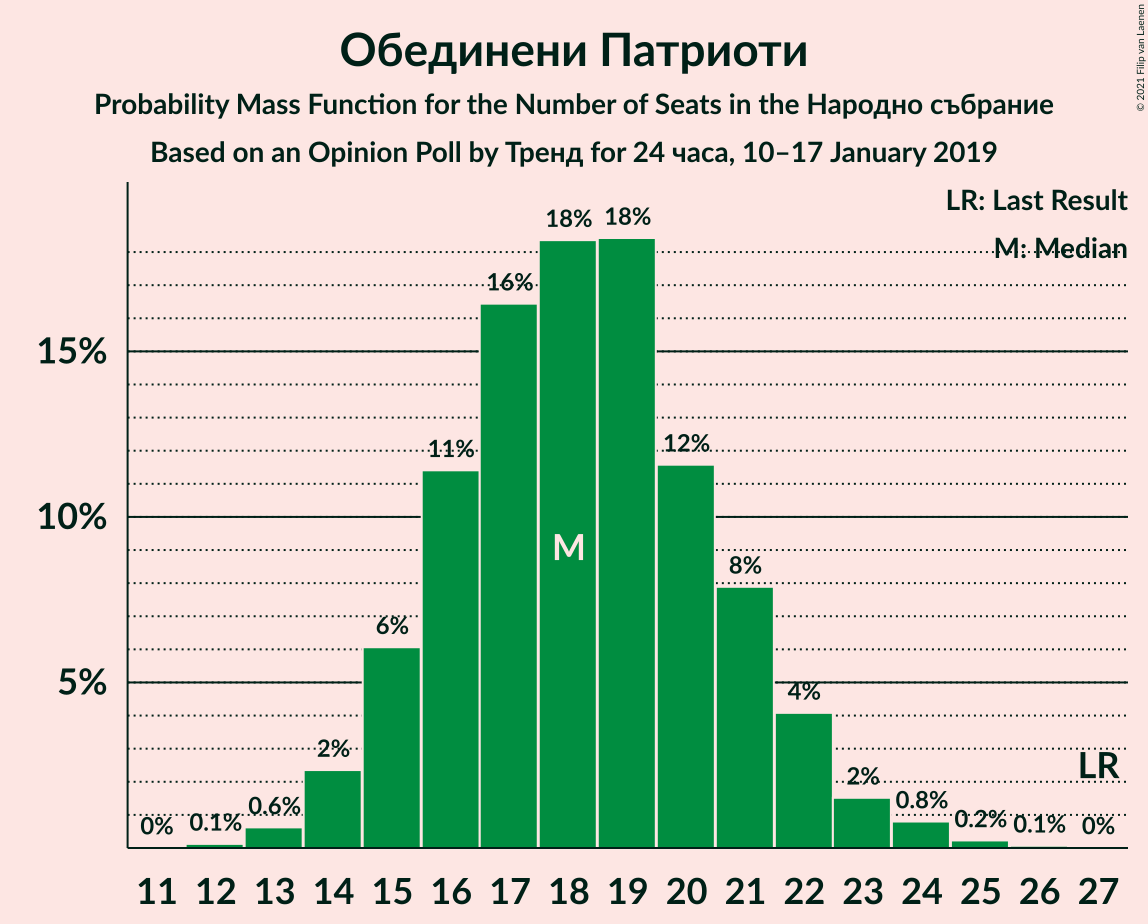 Обединени Патриоти
Probability Mass Function for the Number of Seats in the Народно събрание
Based on an Opinion Poll by Тренд for 24 часа, 10–17 January 2019
© 2021 Filip van Laenen
LR: Last Result
M: Median
18% 18%
16%
15%
11% 12%
10%
M
8%
6%
5%
4%
2% 2% LR
0% 0.1% 0.6% 0.8% 0.2% 0.1% 0%
11 12 13 14 15 16 17 18 19 20 21 22 23 24 25 26 27